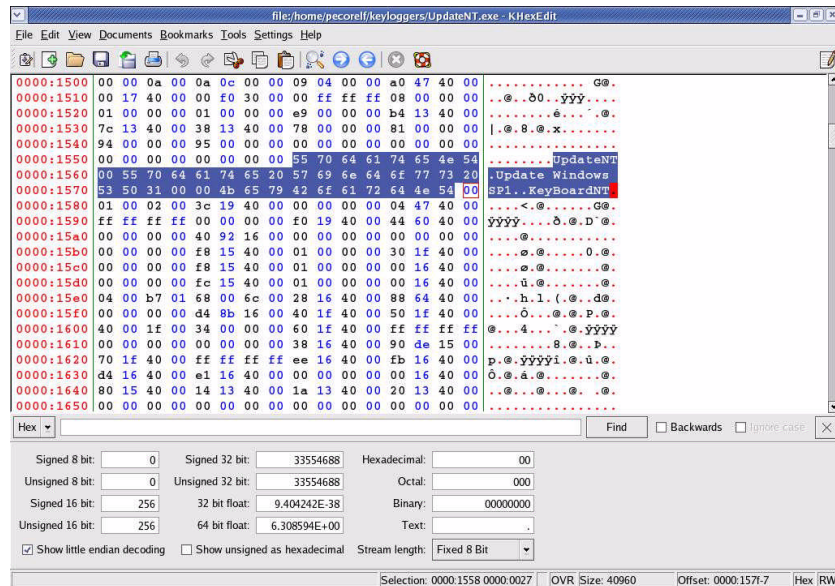 file:/home/pecorelf/keyloggers/UpdateNT.exe - KHexEdit
File Edit View Documents Bookmarks Tools Settings Help
0000:1500 00 00 0a 00 0a 0c 00 00 09 04 00 00 a0 47 40 00 ............. G@.
0000:1510 00 17 40 00 00 f0 30 00 00 ff ff ff 08 00 00 00 ..@..ð0..ÿÿÿ....
0000:1520 01 00 00 00 01 00 00 00 e9 00 00 00 b4 13 40 00 ........é...´.@.
0000:1530 7c 13 40 00 38 13 40 00 78 00 00 00 81 00 00 00 |.@.8.@.x.......
0000:1540 94 00 00 00 95 00 00 00 00 00 00 00 00 00 00 00 ................
0000:1550 00 00 00 00 00 00 00 00 55 70 64 61 74 65 4e 54 ........UpdateNT
0000:1560 00 55 70 64 61 74 65 20 57 69 6e 64 6f 77 73 20 .Update Windows
0000:1570 53 50 31 00 00 4b 65 79 42 6f 61 72 64 4e 54 00 SP1..KeyBoardNT.
0000:1580 01 00 02 00 3c 19 40 00 00 00 00 00 04 47 40 00 ....<.@......G@.
0000:1590 ff ff ff ff 00 00 00 00 f0 19 40 00 44 60 40 00 ÿÿÿÿ....ð.@.D`@.
0000:15a0 00 00 00 00 40 92 16 00 00 00 00 00 00 00 00 00 ....@...........
0000:15b0 00 00 00 00 f8 15 40 00 01 00 00 00 30 1f 40 00 ....ø.@.....0.@.
0000:15c0 00 00 00 00 f8 15 40 00 01 00 00 00 00 16 40 00 ....ø.@.......@.
0000:15d0 00 00 00 00 fc 15 40 00 01 00 00 00 00 16 40 00 ....ü.@.......@.
0000:15e0 04 00 b7 01 68 00 6c 00 28 16 40 00 88 64 40 00 ..·.h.l.(.@..d@.
0000:15f0 00 00 00 00 d4 8b 16 00 40 1f 40 00 50 1f 40 00 ....Ô...@.@.P.@.
0000:1600 40 00 1f 00 34 00 00 00 60 1f 40 00 ff ff ff ff @...4...`.@.ÿÿÿÿ
0000:1610 00 00 00 00 00 00 00 00 38 16 40 00 90 de 15 00 ........8.@..Þ..
0000:1620 70 1f 40 00 ff ff ff ff ee 16 40 00 fb 16 40 00 p.@.ÿÿÿÿî.@.û.@.
0000:1630 d4 16 40 00 e1 16 40 00 00 00 00 00 00 16 40 00 Ô.@.á.@.......@.
0000:1640 80 15 40 00 14 13 40 00 1a 13 40 00 20 13 40 00 ..@...@...@. .@.
0000:1650 00 00 00 00 00 00 00 00 00 00 00 00 00 00 00 00 ................
Hex Find Backwards Ignore case
Signed 8 bit: 0 Signed 32 bit: 33554688 Hexadecimal: 00
Unsigned 8 bit: 0 Unsigned 32 bit: 33554688 Octal: 000
Signed 16 bit: 256 32 bit float: 9.404242E-38 Binary: 00000000
Unsigned 16 bit: 256 64 bit float: 6.308594E+00 Text: .
Show little endian decoding Show unsigned as hexadecimal Stream length: Fixed 8 Bit
Selection: 0000:1558 0000:0027 OVR Size: 40960 Offset: 0000:157f-7 Hex RW